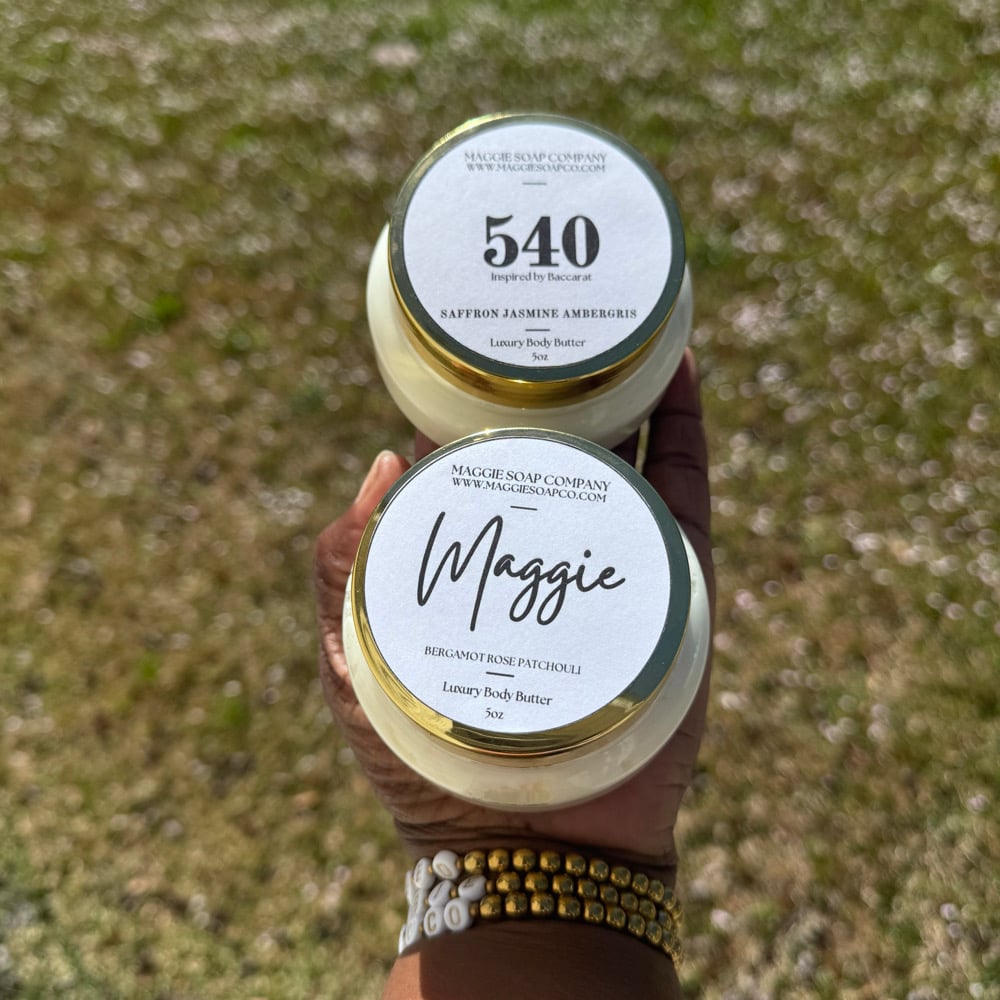 MAGGIE SOAP COMPANY
WWW.MAGGIESOAPCO.COM
540
Inspired by Baccarat
SAFFRON JASMINE AMBERGRIS
Luxury Body Butter
5oz
MAGGIE SOAP COMPANY
WWW.MAGGIESOAPCO.COM
Maggie
BERGAMOT ROSE PATCHOULI
Luxury Body Butter
5oz